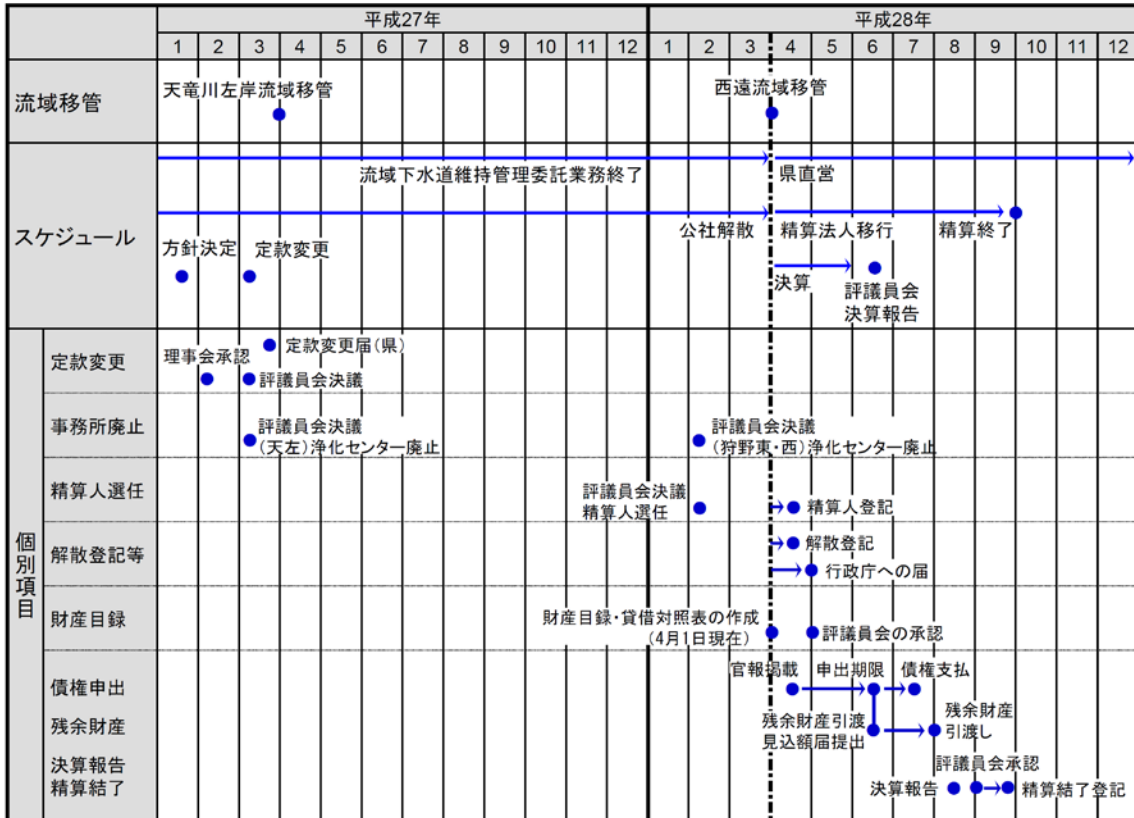 平成27年 平成28年
1 2 3 4 5 6 7 8 9 10 11 12 1 2 3 4 5 6 7 8 9 10 11 12
流域移管
天竜川左岸流域移管
西遠流域移管
スケジュール
流域下水道維持管理委託業務終了
県直営
公社解散
精算法人移行
精算終了
方針決定
定款変更
決算
評議員会
決算報告
個別項目
定款変更
理事会承認
定款変更届(県)
評議員会決議
事務所廃止
評議員会決議
(天左)浄化センター廃止
評議員会決議
(狩野東・西)浄化センター廃止
精算人選任
評議員会決議
精算人選任
精算人登記
解散登記等
解散登記
行政庁への届
財産目録
財産目録・貸借対照表の作成
(4月1日現在)
評議員会の承認
債権申出
官報掲載
申出期限
債権支払
残余財産
残余財産引渡
見込額届提出
残余財産
引渡し
決算報告
精算結了
評議員会承認
決算報告
精算結了登記